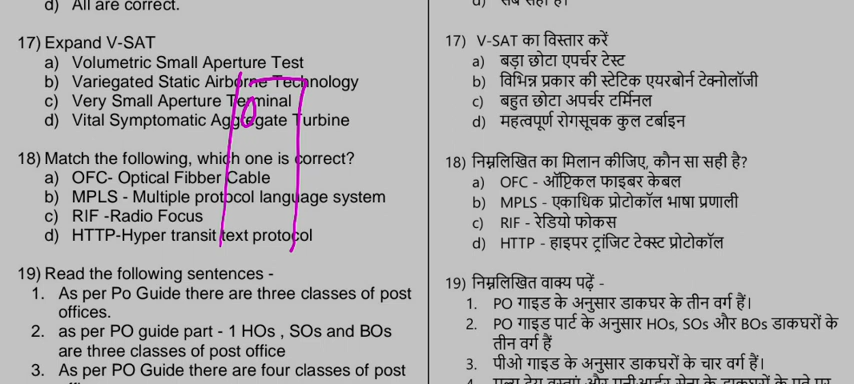 d) All are correct.
17) Expand V-SAT
a) Volumetric Small Aperture Test
b) Variegated Static Airborne Technology
c) Very Small Aperture Terminal
d) Vital Symptomatic Aggregate Turbine
18) Match the following, which one is correct?
a) OFC- Optical Fibber Cable
b) MPLS - Multiple protocol language system
c) RIF -Radio Focus
d) HTTP-Hyper transit text protocol
19) Read the following sentences -
1. As per Po Guide there are three classes of post
offices.
2. as per PO guide part - 1 HOs , SOs and BOs
are three classes of post office
3. As per PO Guide there are four classes of post
d) सब सही है।
17) V-SAT का विस्तार करें
a) बड़ा छोटा एपर्चर टेस्ट
b) विभिन्न प्रकार की स्टेटिक एयरबोर्न टेक्नोलॉजी
c) बहुत छोटा अपर्चर टर्मिनल
d) महत्वपूर्ण रोगसूचक कुल टर्बाइन
18) निम्नलिखित का मिलान कीजिए, कौन सा सही है?
a) OFC - ऑप्टिकल फाइबर केबल
b) MPLS - एकाधिक प्रोटोकॉल भाषा प्रणाली
c) RIF - रेडियो फोकस
d) HTTP - हाइपर ट्रांजिट टेक्स्ट प्रोटोकॉल
19) निम्नलिखित वाक्य पढ़ें -
1. PO गाइड के अनुसार डाकघर के तीन वर्ग हैं।
2. PO गाइड पार्ट के अनुसार HOs, SOs और BOs डाकघरों के
तीन वर्ग हैं
3. पीओ गाइड के अनुसार डाकघरों के चार वर्ग हैं।